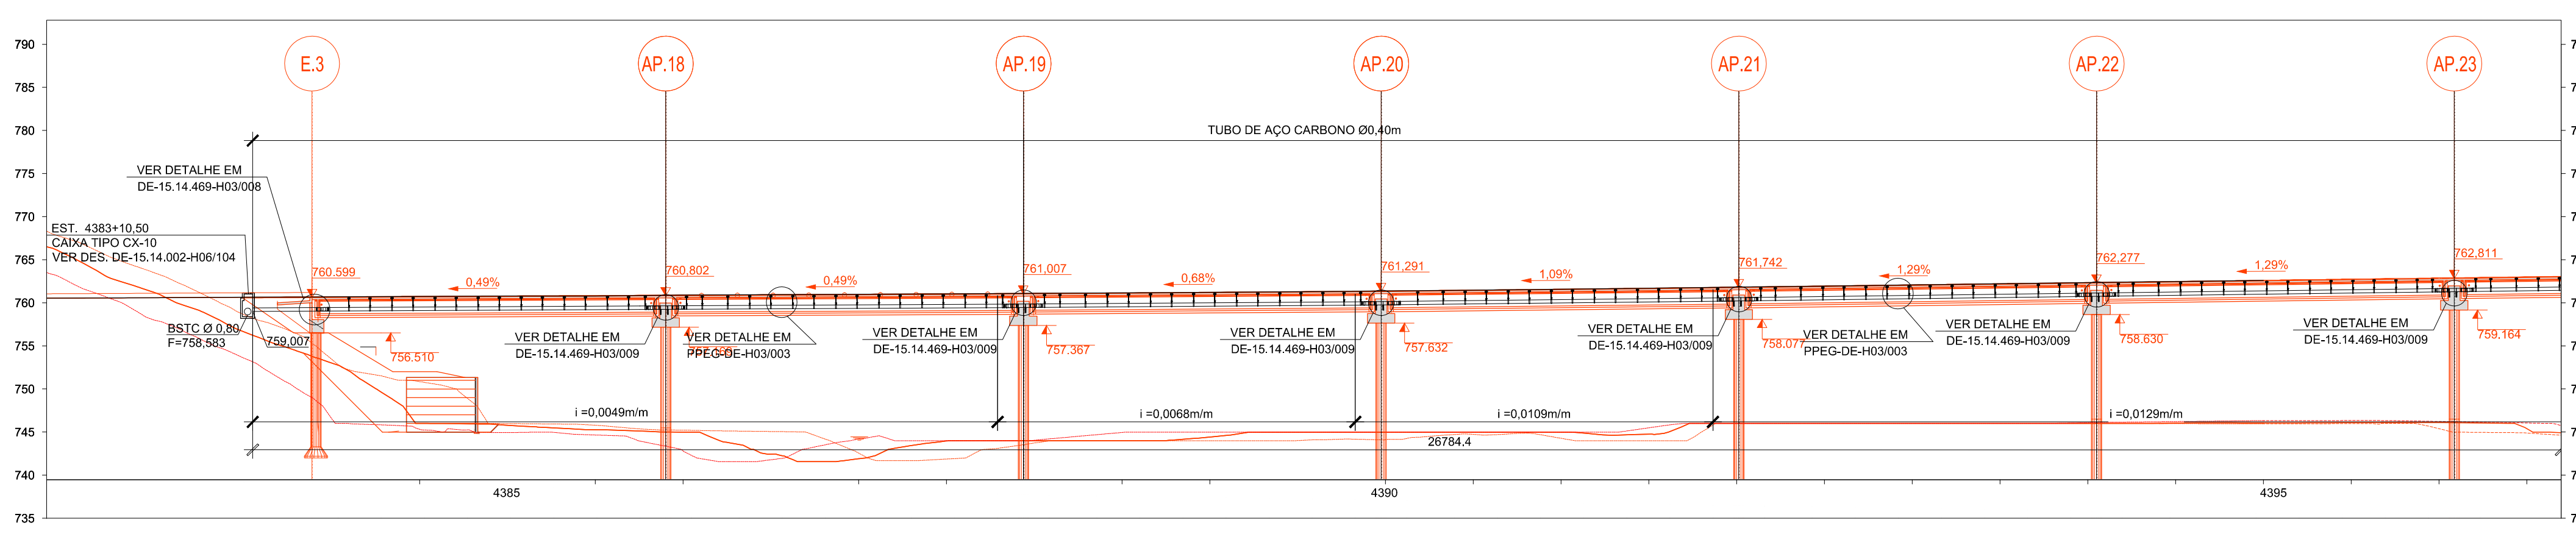 790
785
780
775
770
765
760
755
750
745
740
735
E.3
AP.18
AP.19
AP.20
AP.21
AP.22
AP.23
TUBO DE AÇO CARBONO Ø0,40m
VER DETALHE EM
DE-15.14.469-H03/008
EST. 4383+10,50
CAIXA TIPO CX-10
VER DES. DE-15.14.002-H06/104
760.599
0,49%
760,802
0,49%
761,007
0,68%
761,291
1,09%
761,742
1,29%
762,277
1,29%
762,811
BSTC Ø 0,80
F=758,583
759,007
756.510
VER DETALHE EM
DE-15.14.469-H03/009
VER DETALHE EM
PPEG-DE-H03/003
VER DETALHE EM
DE-15.14.469-H03/009
757.367
VER DETALHE EM
DE-15.14.469-H03/009
757.632
VER DETALHE EM
DE-15.14.469-H03/009
758.077
VER DETALHE EM
PPEG-DE-H03/003
VER DETALHE EM
DE-15.14.469-H03/009
758.630
VER DETALHE EM
DE-15.14.469-H03/009
759.164
i =0,0049m/m
i =0,0068m/m
i =0,0109m/m
i =0,0129m/m
26784,4
4385
4390
4395